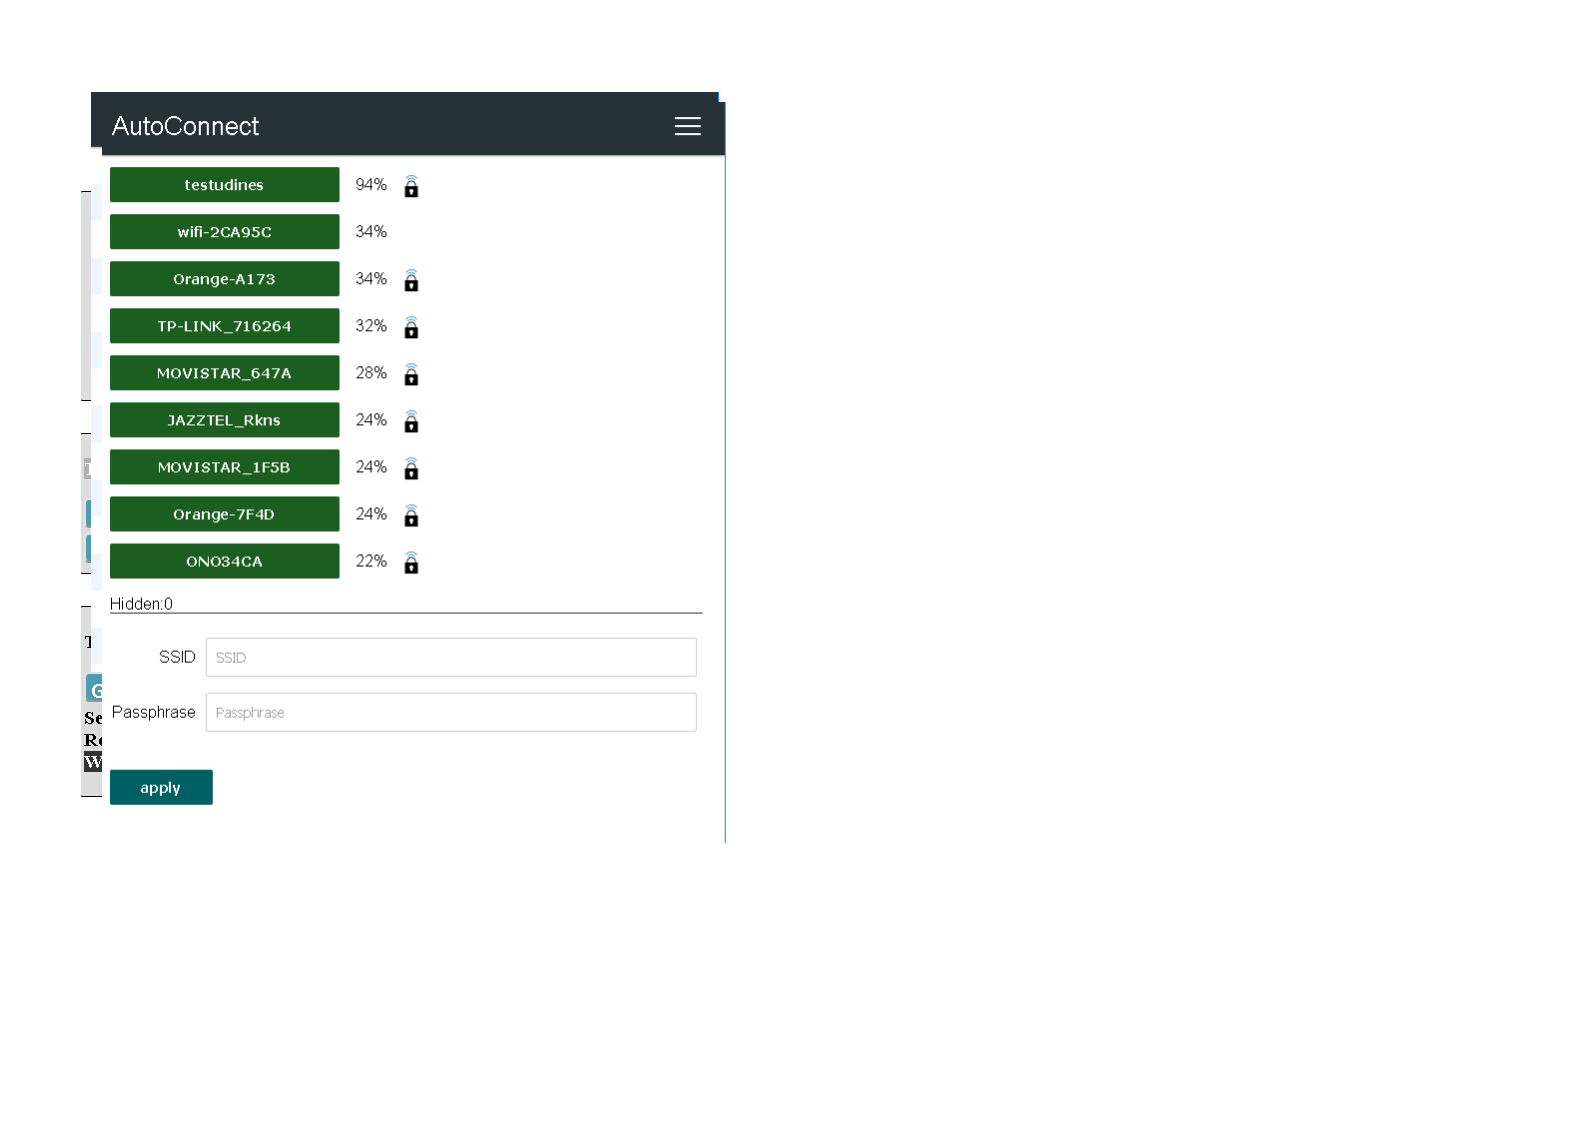 AutoConnect
testudines 94%
wifi-2CA95C 34%
Orange-A173 34%
TP-LINK_716264 32%
MOVISTAR_647A 28%
JAZZTEL_Rkns 24%
MOVISTAR_1F5B 24%
Orange-7F4D 24%
ONO34CA 22%
Hidden:0
SSID SSID
Passphrase Passphrase
G
Se
W
apply